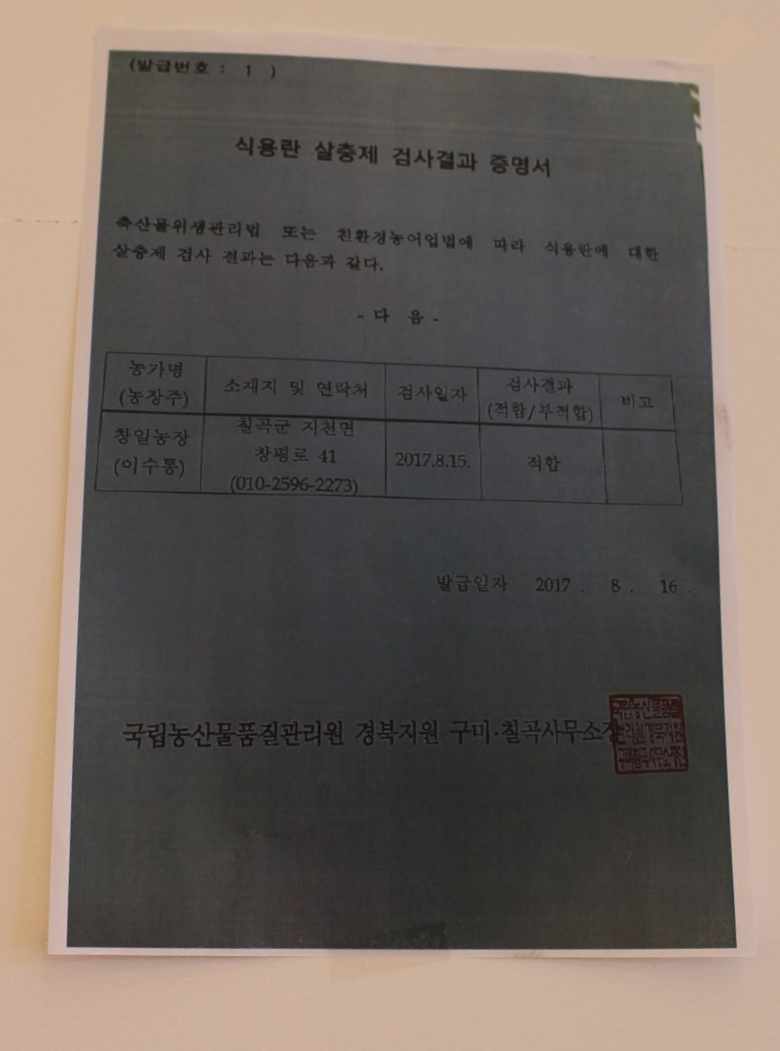 (발급번호 : 1 )
식용란 살충제 검사결과 증명서
축산물위생관리법 또는 친환경농어업법에 따라 식용란에 대한
살충제 검사 결과는 다음과 같다.
- 다 음 -
농가명
(농장주)
소재지 및 연락처
검사일자
검사결과
(적합/부적합)
비고
창일농장
(이수통)
칠곡군 지천면
창평로 41
(010-2596-2273)
2017.8.15.
적합
발급일자 2017 . 8 . 16
국립농산물품질관리원 경북지원 구미·칠곡사무소장